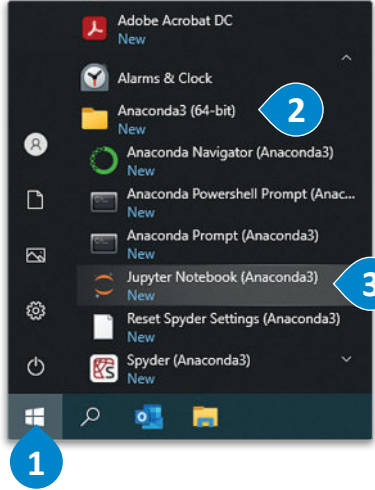 Adobe Acrobat DC
New
Alarms & Clock
Anaconda3 (64-bit)
New
2
Anaconda Navigator (Anaconda3)
New
Anaconda Powershell Prompt (Anac...
New
Anaconda Prompt (Anaconda3)
New
Jupyter Notebook (Anaconda3)
New
3
Reset Spyder Settings (Anaconda3)
New
Spyder (Anaconda3)
New
1